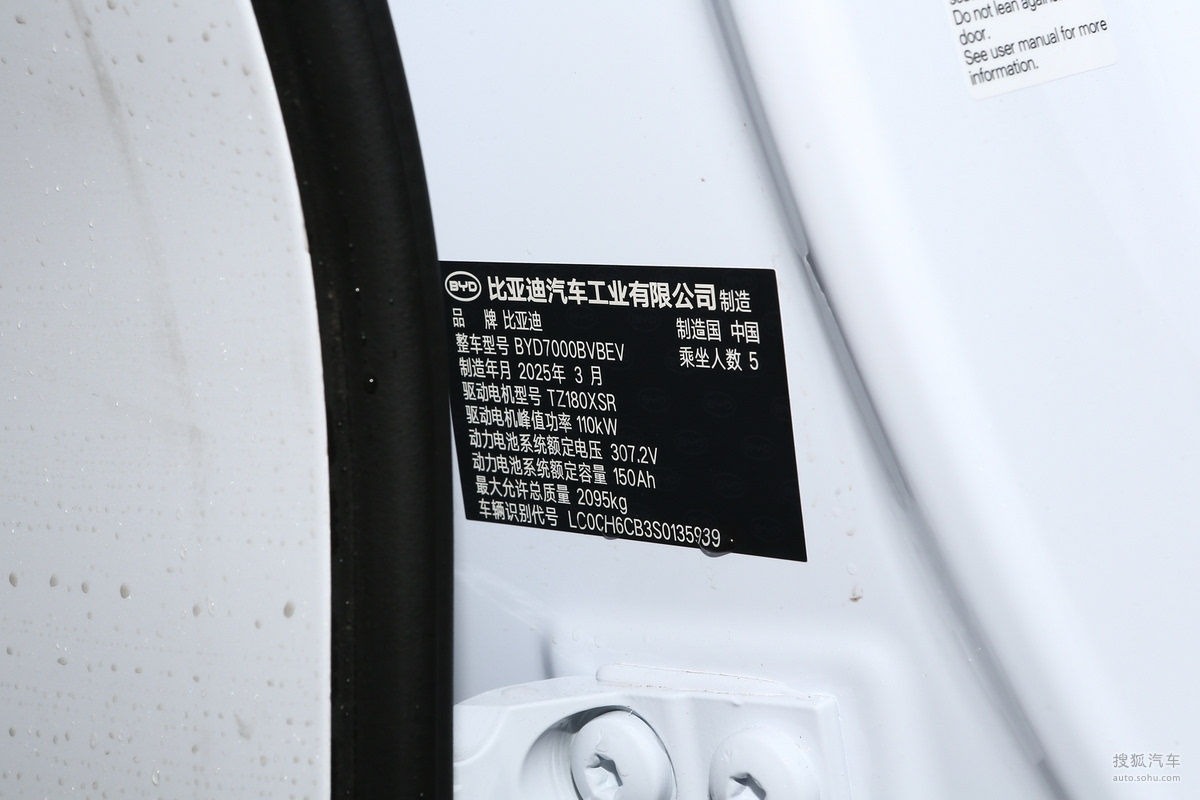 Do not lean against
door.
See user manual for more
information.
BYD 比亚迪汽车工业有限公司 制造
品 牌 比亚迪 制造国 中国
整车型号 BYD7000BVBEV 乘坐人数 5
制造年月 2025年 3 月
驱动电机型号 TZ180XSR
驱动电机峰值功率 110kW
动力电池系统额定电压 307.2V
动力电池系统额定容量 150Ah
最大允许总质量 2095kg
车辆识别代号 LC0CH6CB3S0135939
搜狐汽车
auto.sohu.com